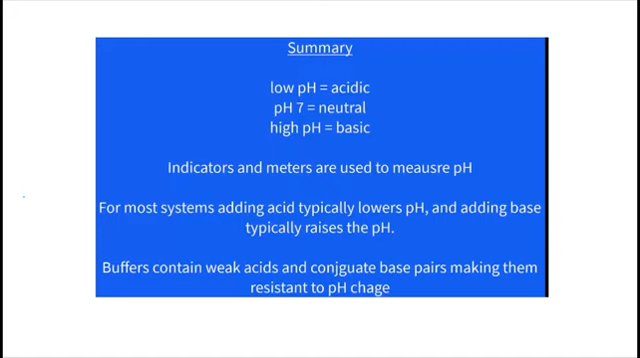 Summary
low pH = acidic
pH 7 = neutral
high pH = basic
Indicators and meters are used to meausre pH
For most systems adding acid typically lowers pH, and adding base
typically raises the pH.
Buffers contain weak acids and conjguate base pairs making them
resistant to pH chage